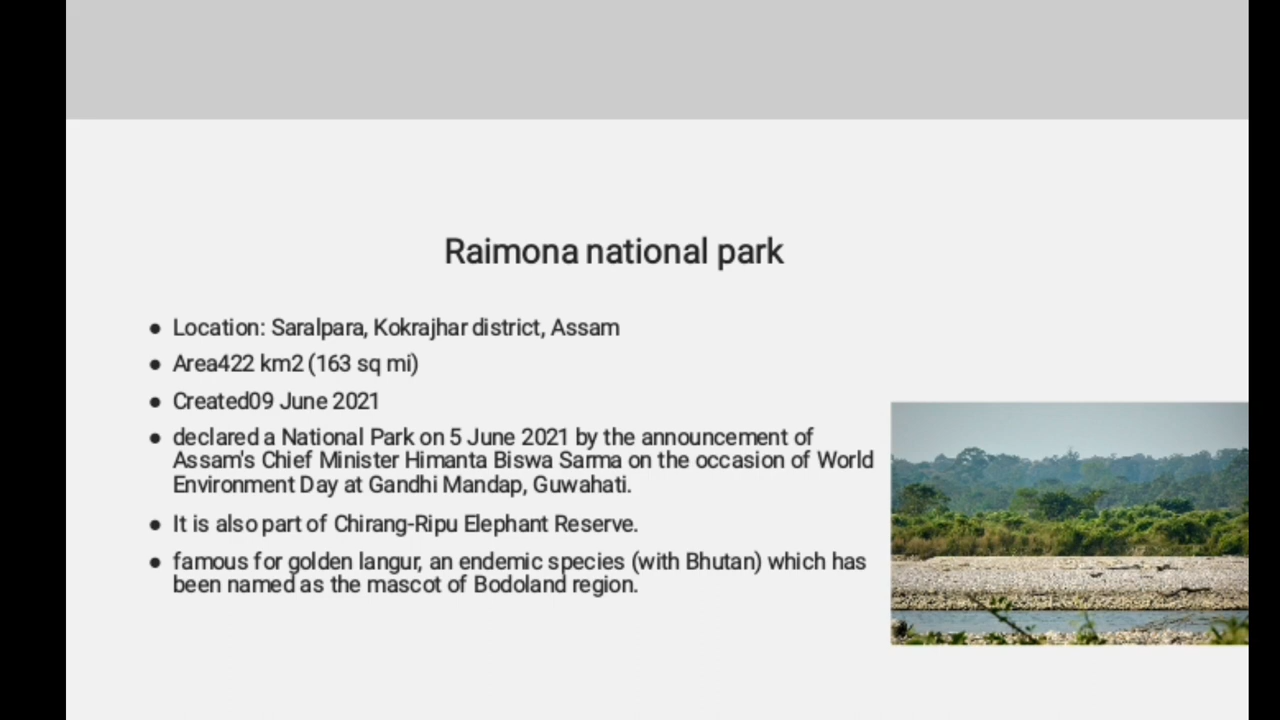 Raimona national park
● Location: Saralpara, Kokrajhar district, Assam
● Area422 km2 (163 sq mi)
● Created09 June 2021
● declared a National Park on 5 June 2021 by the announcement of
Assam's Chief Minister Himanta Biswa Sarma on the occasion of World
Environment Day at Gandhi Mandap, Guwahati.
● It is also part of Chirang-Ripu Elephant Reserve.
● famous for golden langur, an endemic species (with Bhutan) which has
been named as the mascot of Bodoland region.